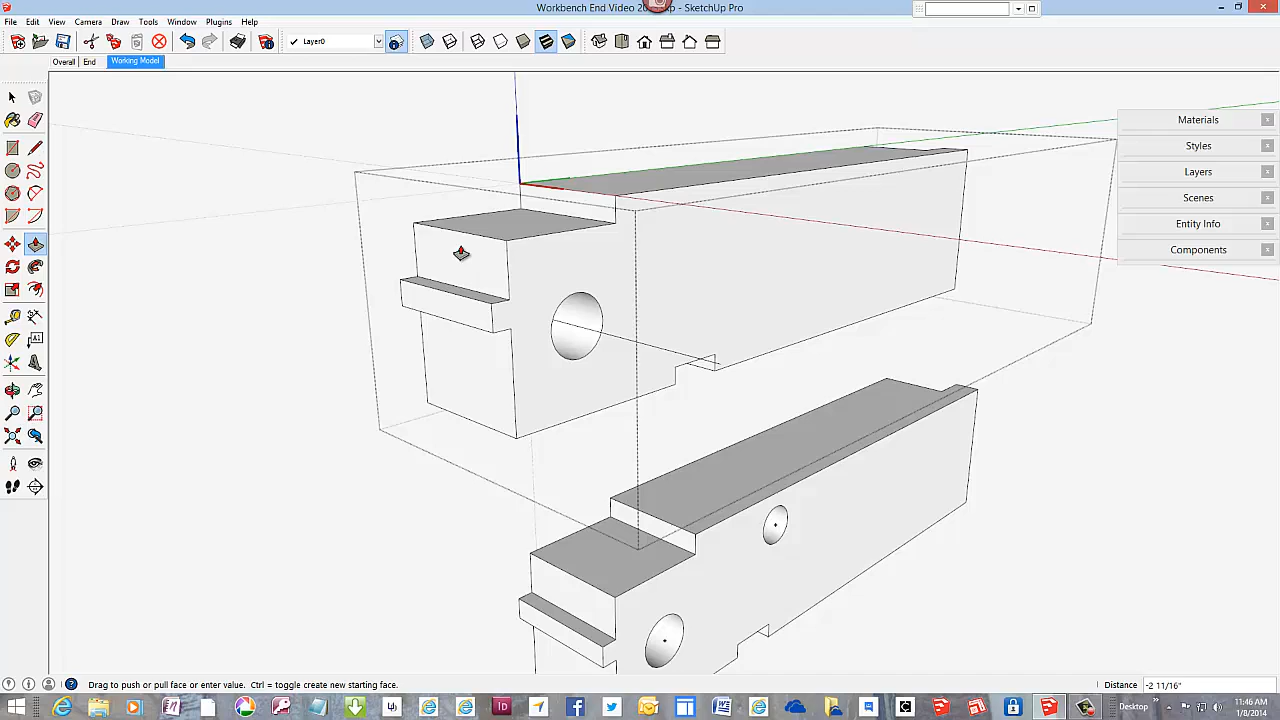 Workbench End Video 20 kp - SketchUp Pro
File Edit View Camera Draw Tools Window Plugins Help
Layer0
Overall End Working Model
Materials
Styles
Layers
Scenes
Entity Info
Components
Drag to push or pull face or enter value. Ctrl = toggle create new starting face.
Distance -2 11/16"
Desktop
11:46 AM
1/8/2014